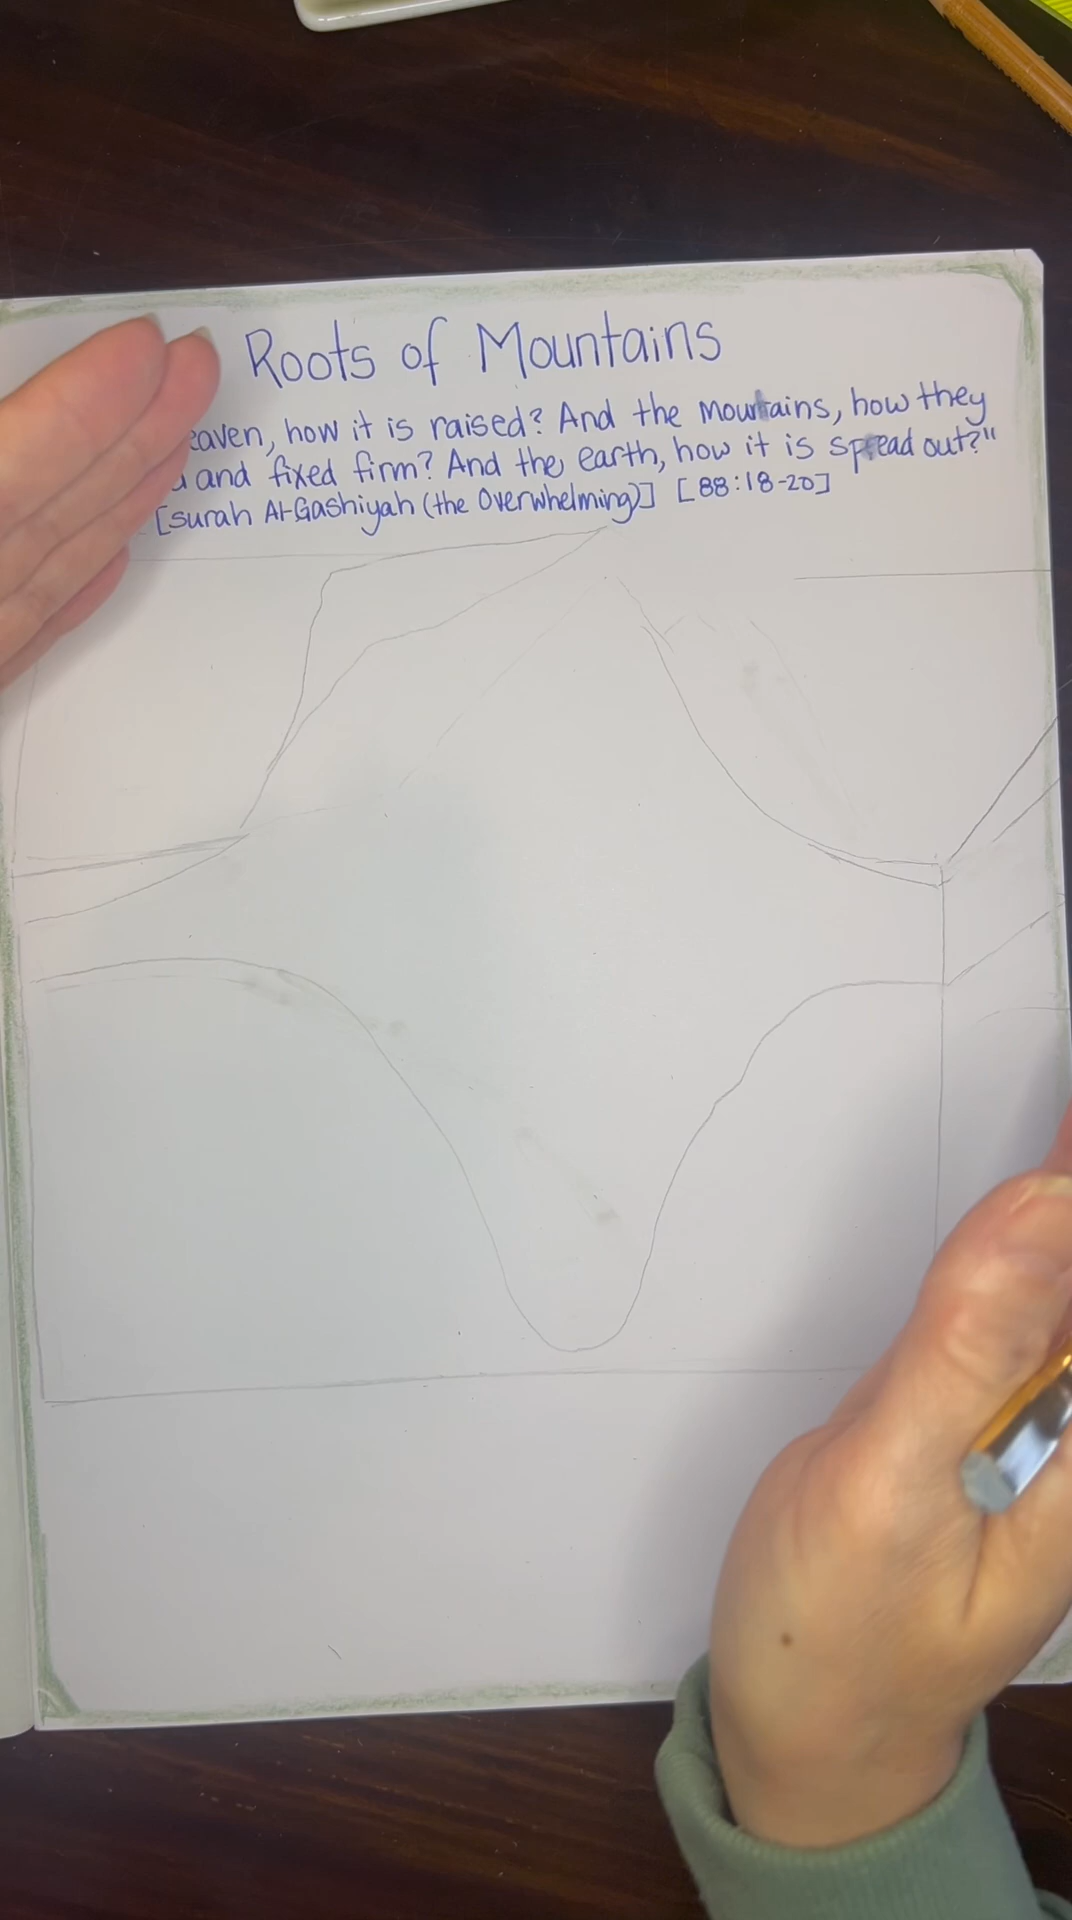 Roots of Mountains
eaven, how it is raised? And the mountains, how they
and fixed firm? And the earth, how it is spread out?"
[surah Al-Gashiyah (the Overwhelming)] [88:18-20]